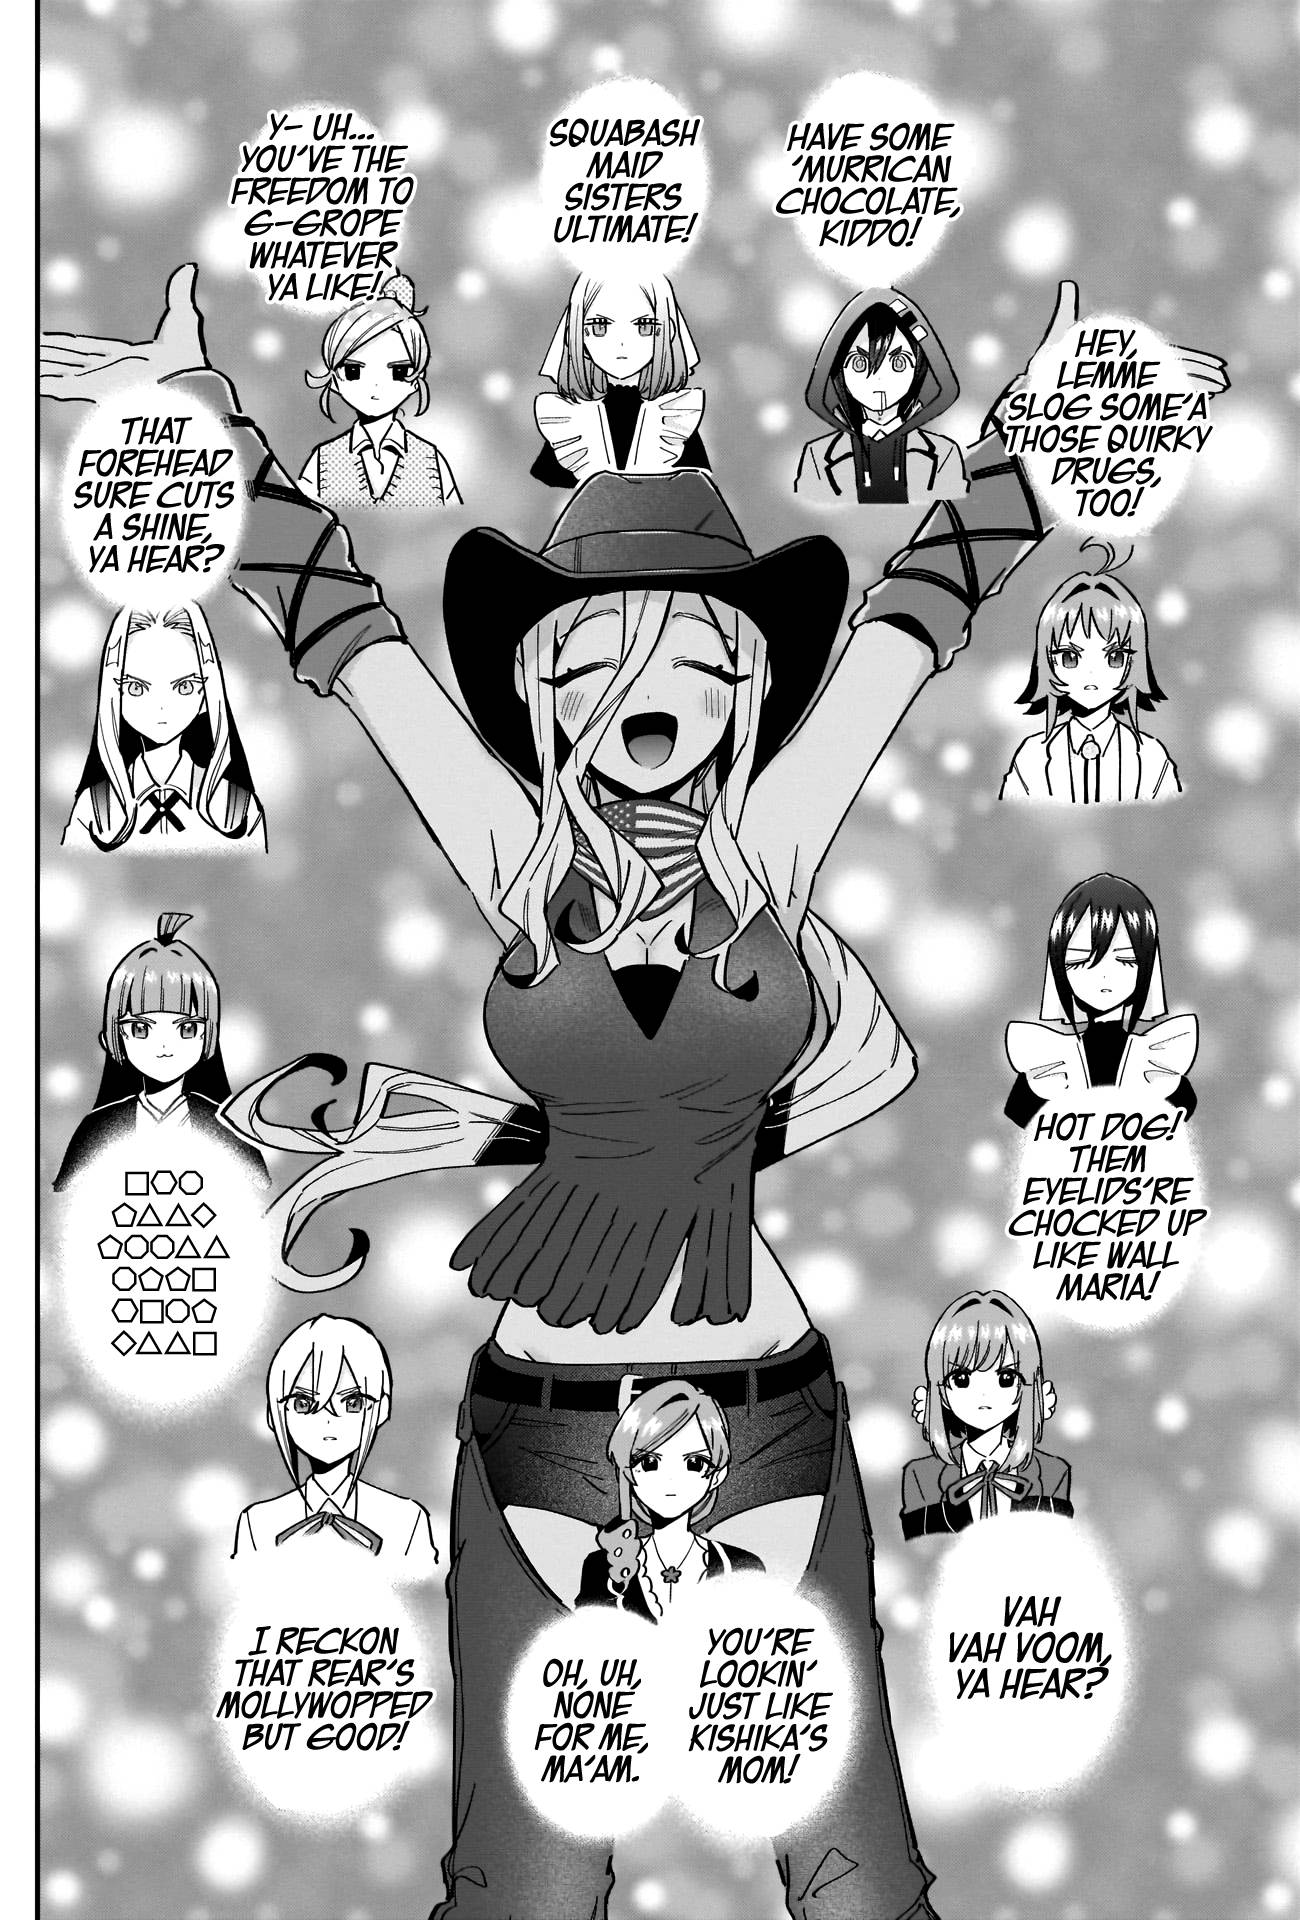 HAVE SOME
'MURRICAN
CHOCOLATE,
KIDDO!
SQUABASH
MAID
SISTERS
ULTIMATE!
Y- UH...
YOU'VE THE
FREEDOM TO
G-GROPE
WHATEVER
YA LIKE!
HEY,
LEMME
SLOG SOME'A
THOSE QUIRKY
DRUGS,
TOO!
THAT
FOREHEAD
SURE CUTS
A SHINE,
YA HEAR?
HOT DOG!
THEM
EYELIDS'RE
CHOCKED UP
LIKE WALL
MARIA!
VAH
VAH VOOM,
YA HEAR?
YOU'RE
LOOKIN'
JUST LIKE
KISHIKA'S
MOM!
OH, UH,
NONE
FOR ME,
MA'AM.
I RECKON
THAT REAR'S
MOLLYWOPPED
BUT GOOD!